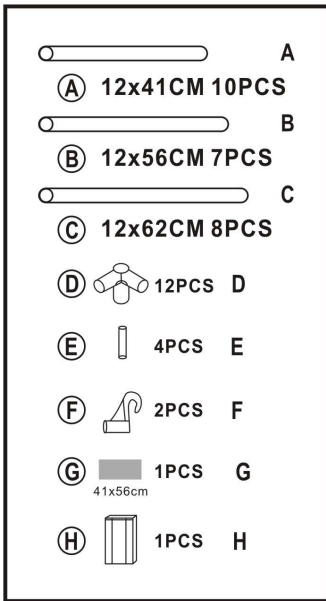 A
Ⓐ 12x41CM 10PCS
B
Ⓑ 12x56CM 7PCS
C
Ⓒ 12x62CM 8PCS
Ⓓ 12PCS D
Ⓔ 4PCS E
Ⓕ 2PCS F
Ⓖ 1PCS G
41x56cm
Ⓗ 1PCS H